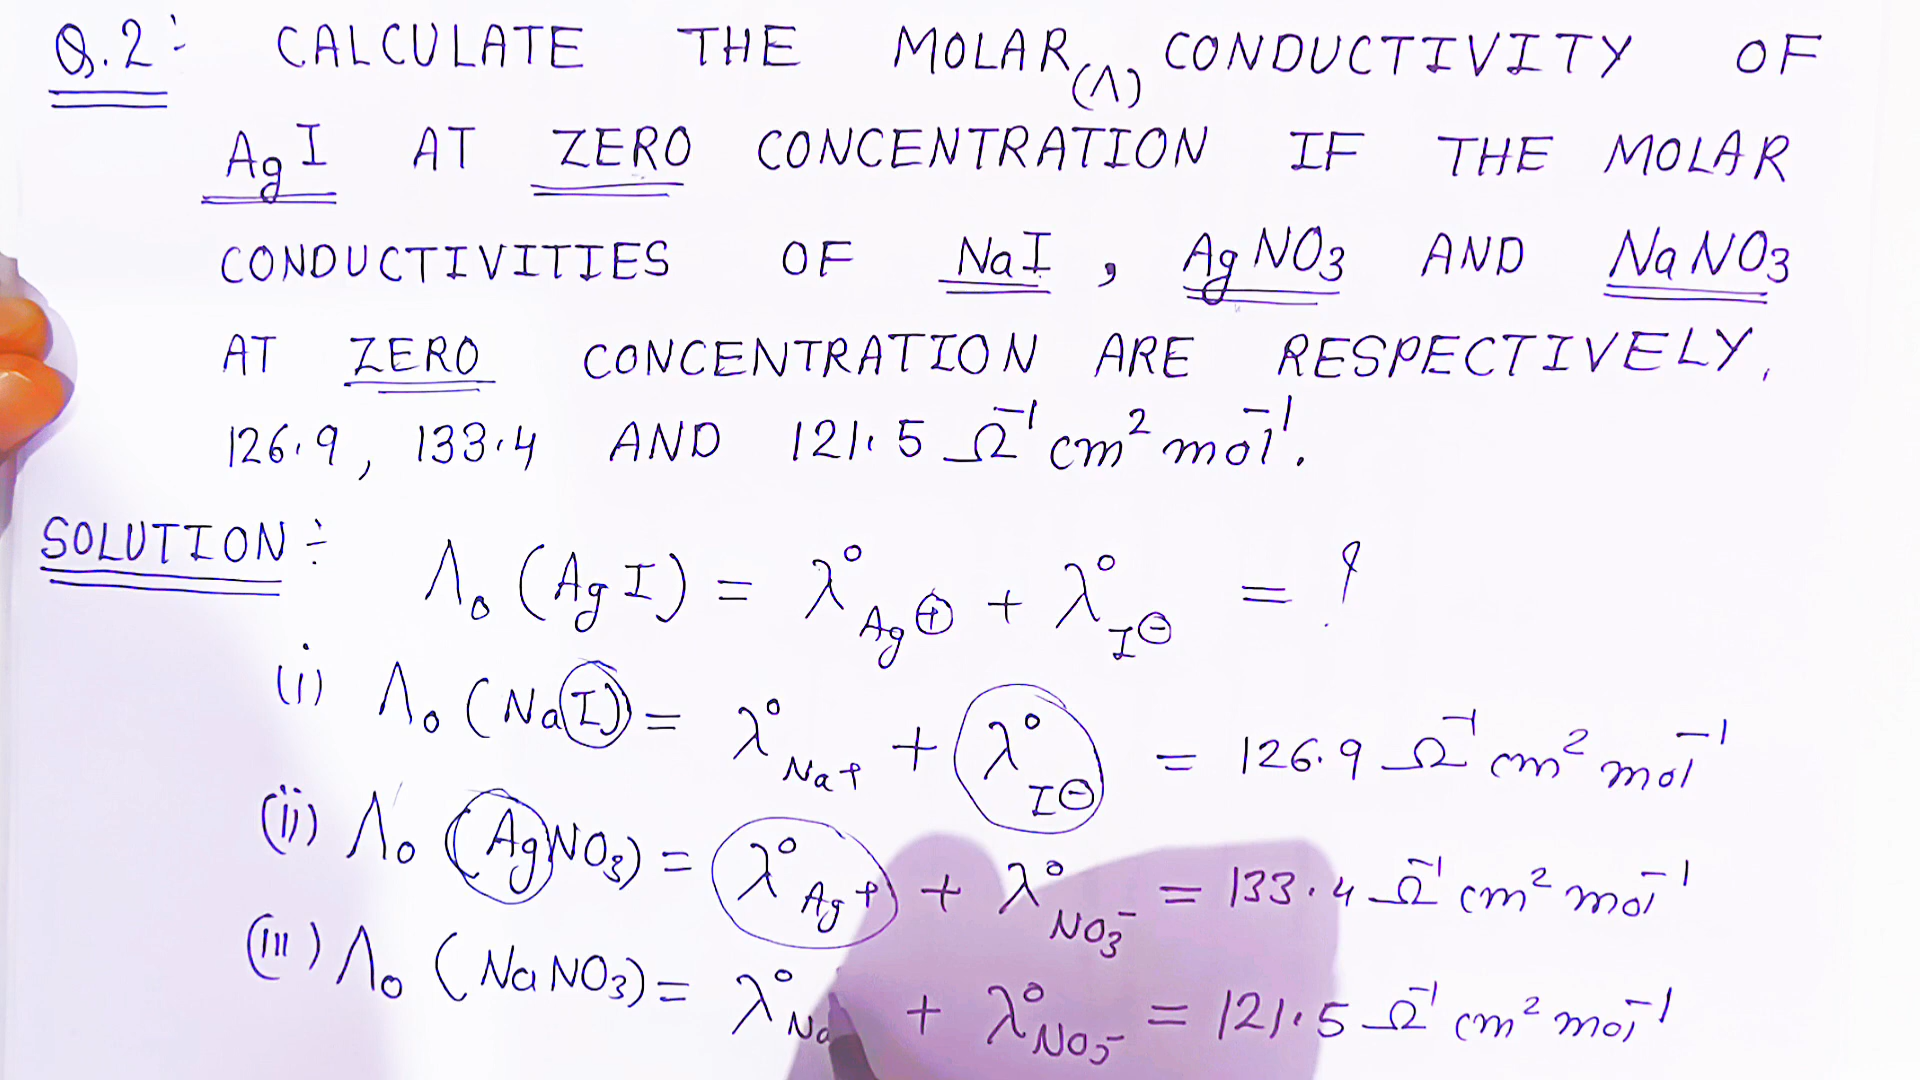 Q.2:- CALCULATE THE MOLAR (Λ) CONDUCTIVITY OF
AgI AT ZERO CONCENTRATION IF THE MOLAR
CONDUCTIVITIES OF NaI, AgNO3 AND NaNO3
AT ZERO CONCENTRATION ARE RESPECTIVELY,
126.9, 133.4 AND 121.5 Ω⁻¹ cm² mol⁻¹.
SOLUTION:- Λ₀ (AgI) = λ°Ag⊕ + λ°I⊖ = ?
(i) Λ₀ (NaI) = λ°Na+ + λ°I⊖ = 126.9 Ω⁻¹ cm² mol⁻¹
(ii) Λ₀ (AgNO₃) = λ°Ag+ + λ°NO₃⁻ = 133.4 Ω⁻¹ cm² mol⁻¹
(iii) Λ₀ (NaNO₃) = λ°Na + λ°NO₃⁻ = 121.5 Ω⁻¹ cm² mol⁻¹